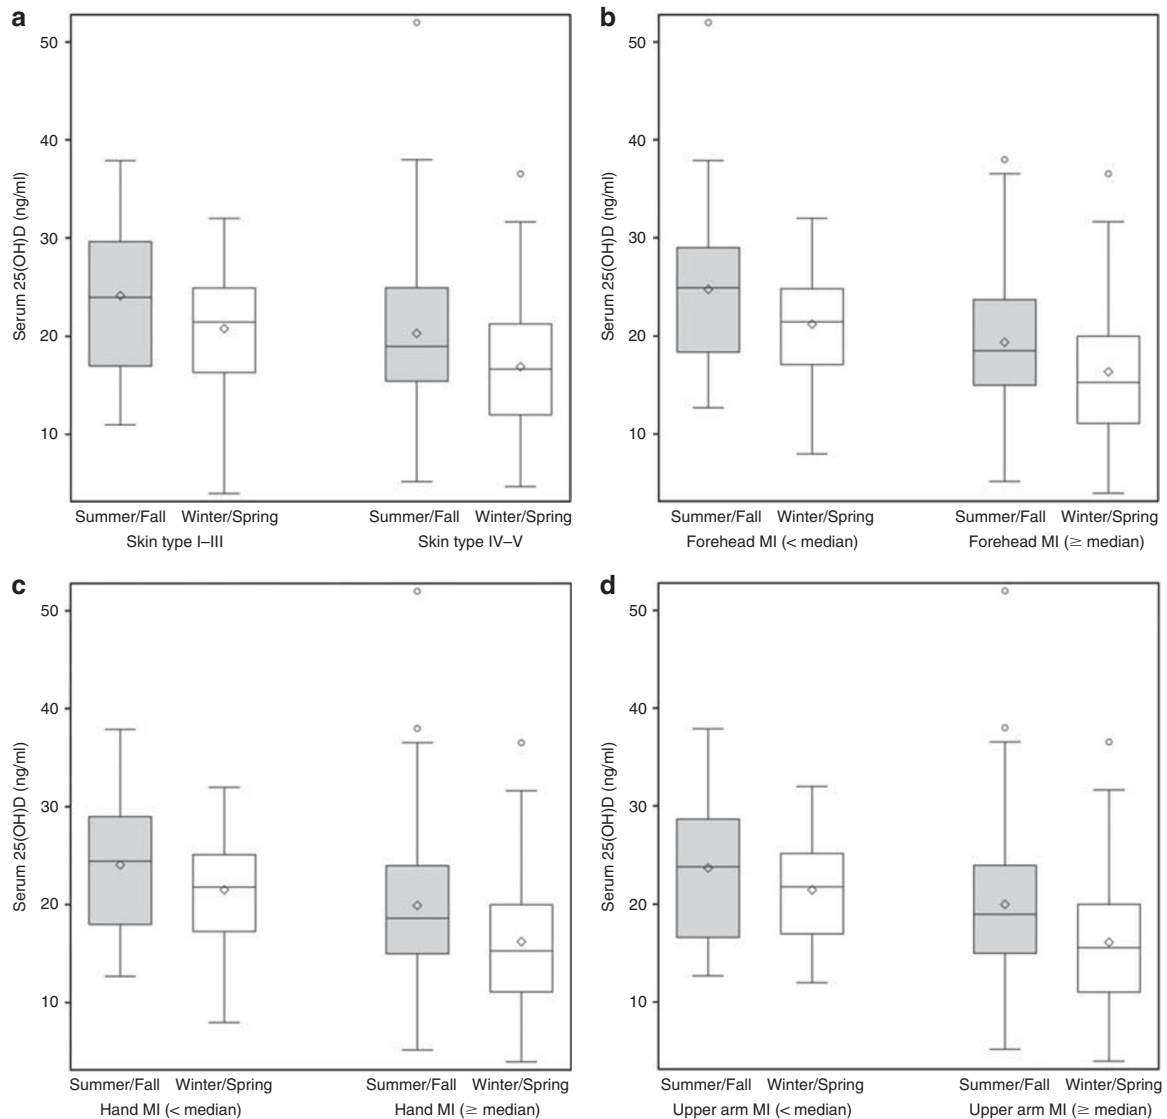 a
50
40
30
20
10
Serum 25(OH)D (ng/ml)
Summer/Fall Winter/Spring Summer/Fall Winter/Spring
Skin type I–III Skin type IV–V
b
50
40
30
20
10
Serum 25(OH)D (ng/ml)
Summer/Fall Winter/Spring Summer/Fall Winter/Spring
Forehead MI (< median) Forehead MI (≥ median)
c
50
40
30
20
10
Serum 25(OH)D (ng/ml)
Summer/Fall Winter/Spring Summer/Fall Winter/Spring
Hand MI (< median) Hand MI (≥ median)
d
50
40
30
20
10
Serum 25(OH)D (ng/ml)
Summer/Fall Winter/Spring Summer/Fall Winter/Spring
Upper arm MI (< median) Upper arm MI (≥ median)